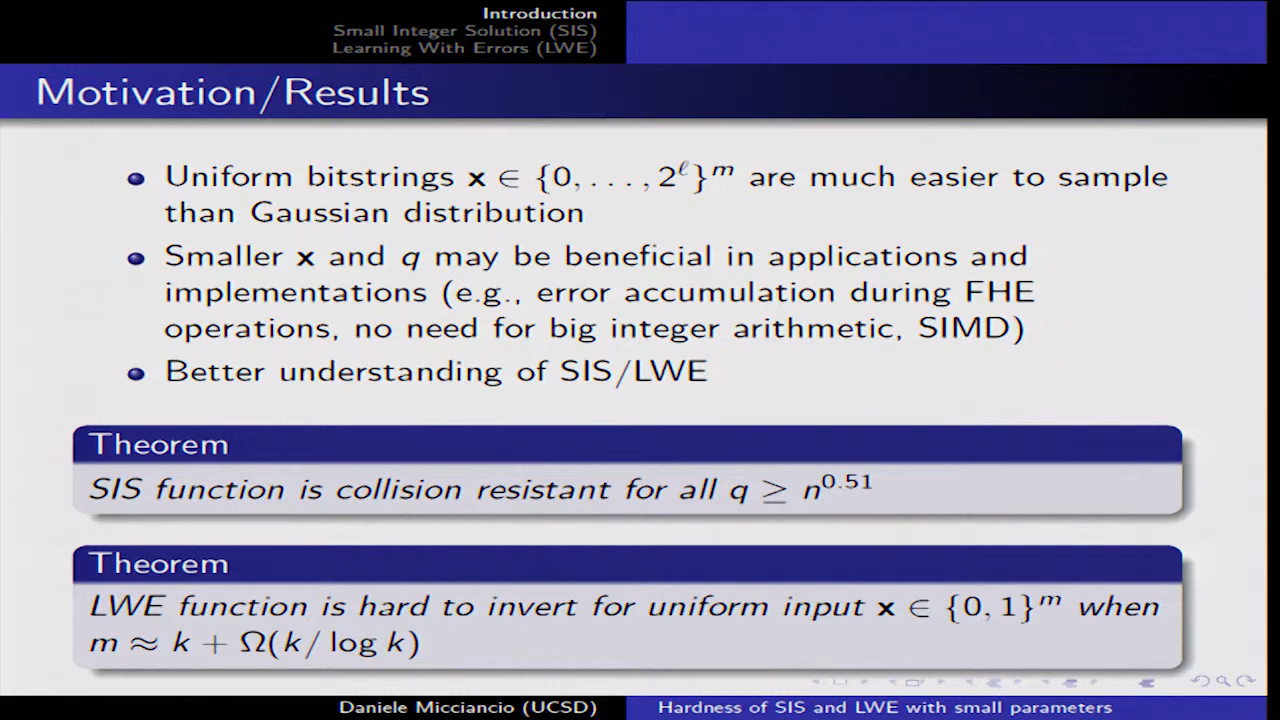 Introduction
Small Integer Solution (SIS)
Learning With Errors (LWE)
Motivation/Results
Uniform bitstrings x ∈ {0, . . . , 2^ℓ}^m are much easier to sample
than Gaussian distribution
Smaller x and q may be beneficial in applications and
implementations (e.g., error accumulation during FHE
operations, no need for big integer arithmetic, SIMD)
Better understanding of SIS/LWE
Theorem
SIS function is collision resistant for all q ≥ n^0.51
Theorem
LWE function is hard to invert for uniform input x ∈ {0, 1}^m when
m ≈ k + Ω(k/ log k)
Daniele Micciancio (UCSD)
Hardness of SIS and LWE with small parameters